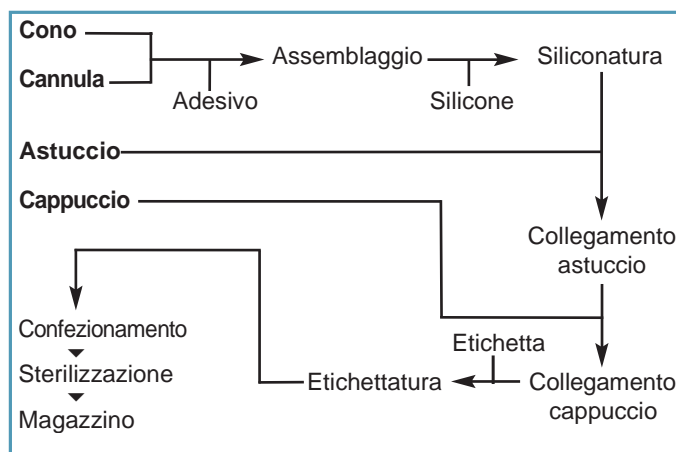 Cono
Cannula
Adesivo
Assemblaggio
Silicone
Siliconatura
Astuccio
Cappuccio
Collegamento
astuccio
Collegamento
cappuccio
Etichetta
Etichettatura
Confezionamento
Sterilizzazione
Magazzino